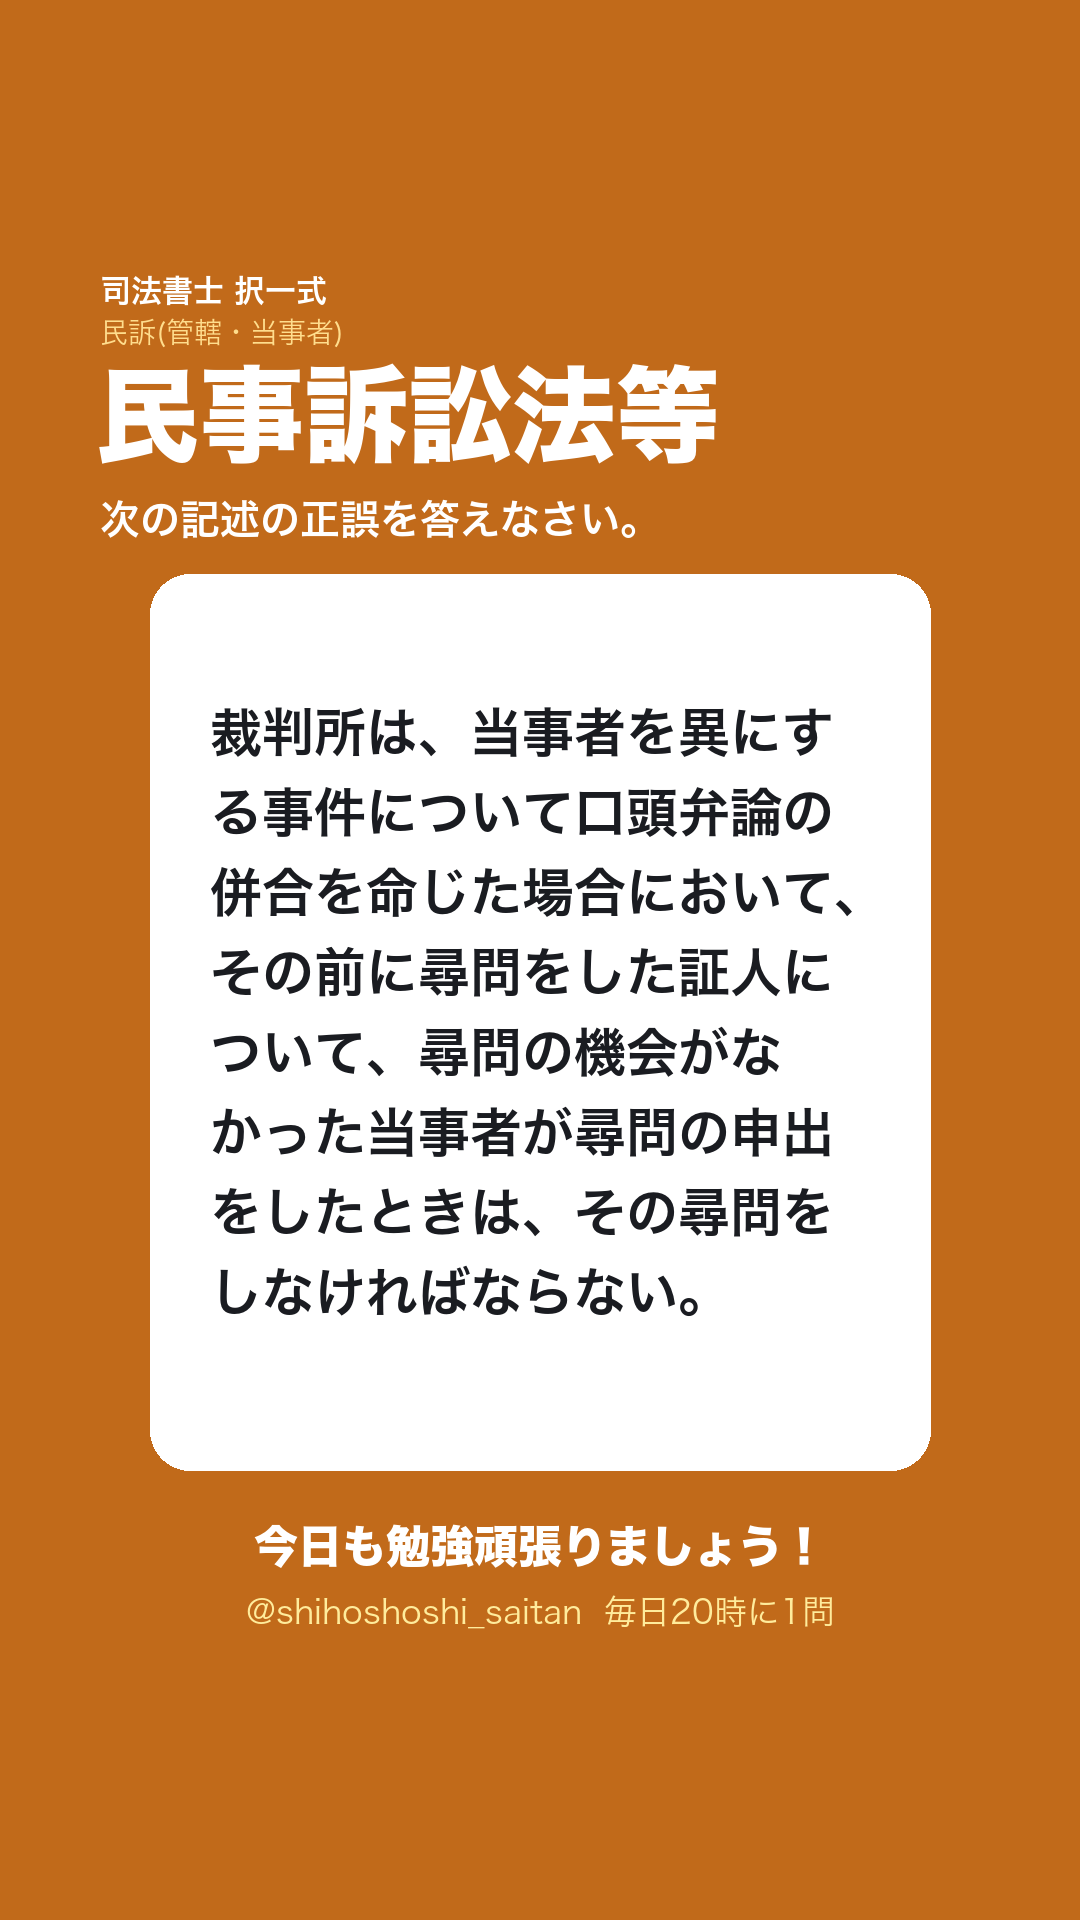 司法書士 択一式
民訴(管轄・当事者)
民事訴訟法等
次の記述の正誤を答えなさい。
裁判所は、当事者を異にす
る事件について口頭弁論の
併合を命じた場合において、
その前に尋問をした証人に
ついて、尋問の機会がな
かった当事者が尋問の申出
をしたときは、その尋問を
しなければならない。
今日も勉強頑張りましょう！
@shihoshoshi_saitan 毎日20時に1問